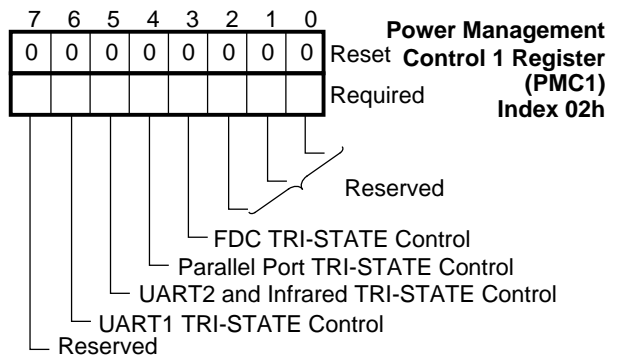 7 6 5 4 3 2 1 0
Power Management
0 0 0 0 0 0 0 0 Reset
Control 1 Register
(PMC1)
Required
Index 02h
Reserved
FDC TRI-STATE Control
Parallel Port TRI-STATE Control
UART2 and Infrared TRI-STATE Control
UART1 TRI-STATE Control
Reserved